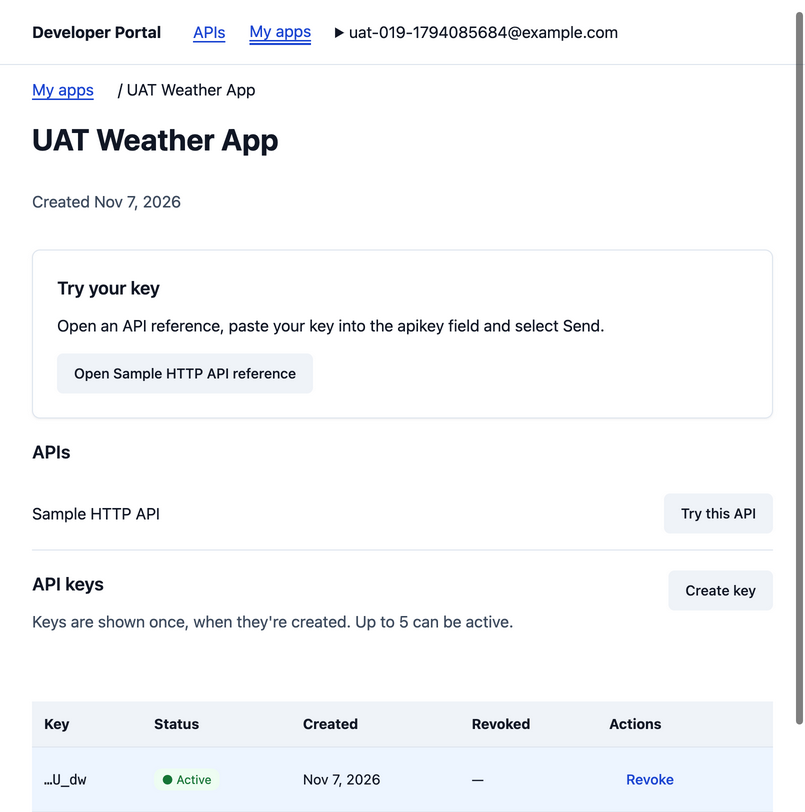 Developer Portal APIs My apps ▶ uat-019-1794085684@example.com
My apps / UAT Weather App
UAT Weather App
Created Nov 7, 2026
Try your key
Open an API reference, paste your key into the apikey field and select Send.
Open Sample HTTP API reference
APIs
Sample HTTP API Try this API
API keys Create key
Keys are shown once, when they're created. Up to 5 can be active.
Key Status Created Revoked Actions
…U_dw Active Nov 7, 2026 — Revoke